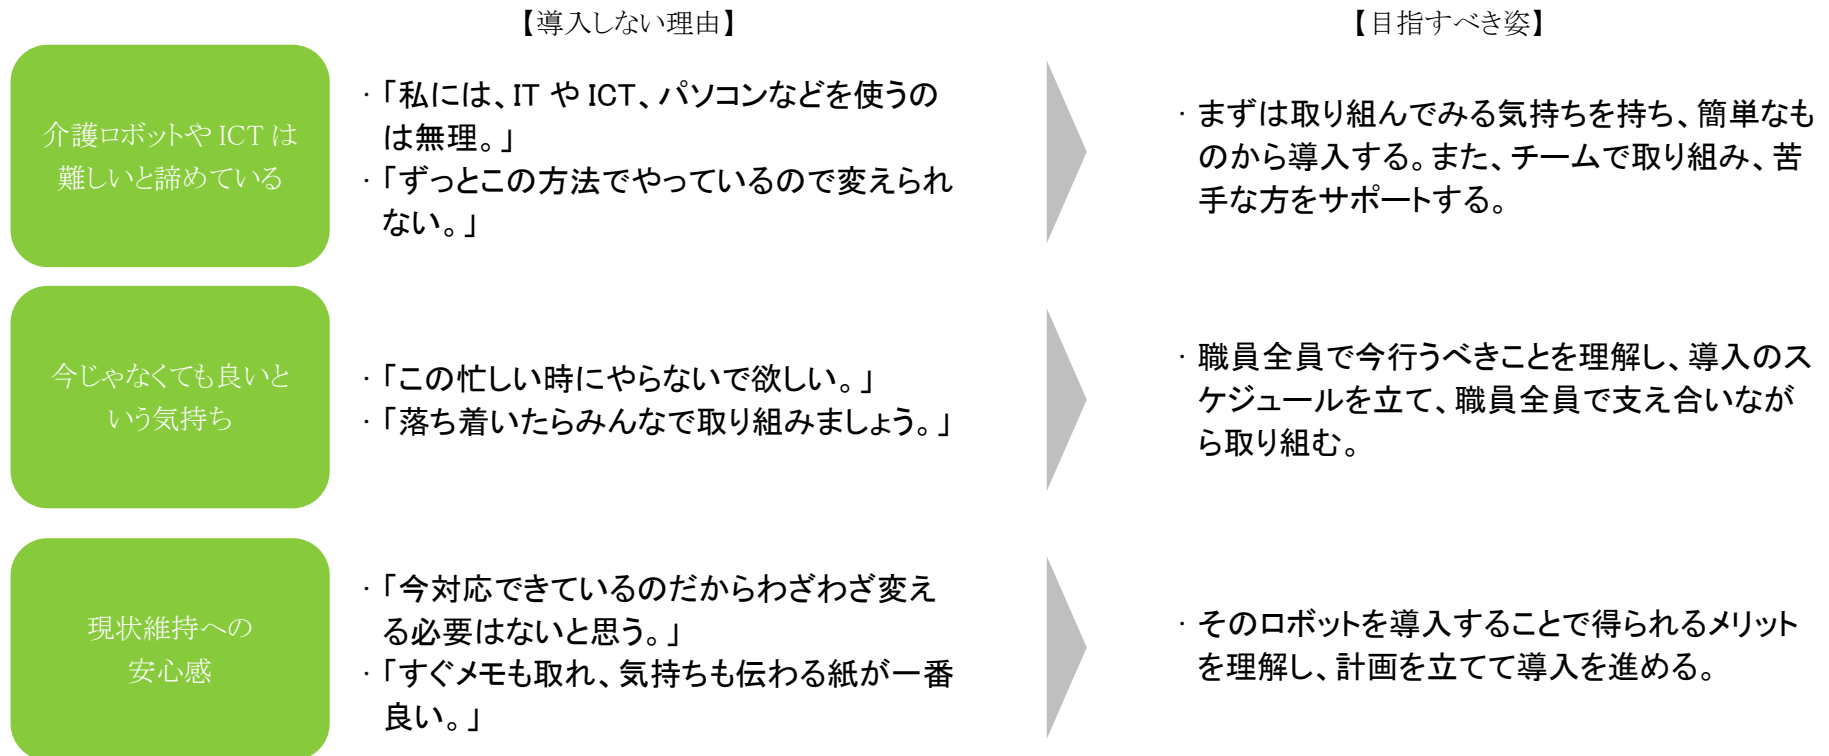 【導入しない理由】
【目指すべき姿】
介護ロボットや ICT は
難しいと諦めている
・「私には、IT や ICT、パソコンなどを使うの
は無理。」
・「ずっとこの方法でやっているので変えられ
ない。」
・まずは取り組んでみる気持ちを持ち、簡単なも
のから導入する。また、チームで取り組み、苦
手な方をサポートする。
今じゃなくても良いと
いう気持ち
・「この忙しい時にやらないで欲しい。」
・「落ち着いたらみんなで取り組みましょう。」
・職員全員で今行うべきことを理解し、導入のス
ケジュールを立て、職員全員で支え合いなが
ら取り組む。
現状維持への
安心感
・「今対応できているのだからわざわざ変え
る必要はないと思う。」
・「すぐメモも取れ、気持ちも伝わる紙が一番
良い。」
・そのロボットを導入することで得られるメリット
を理解し、計画を立てて導入を進める。